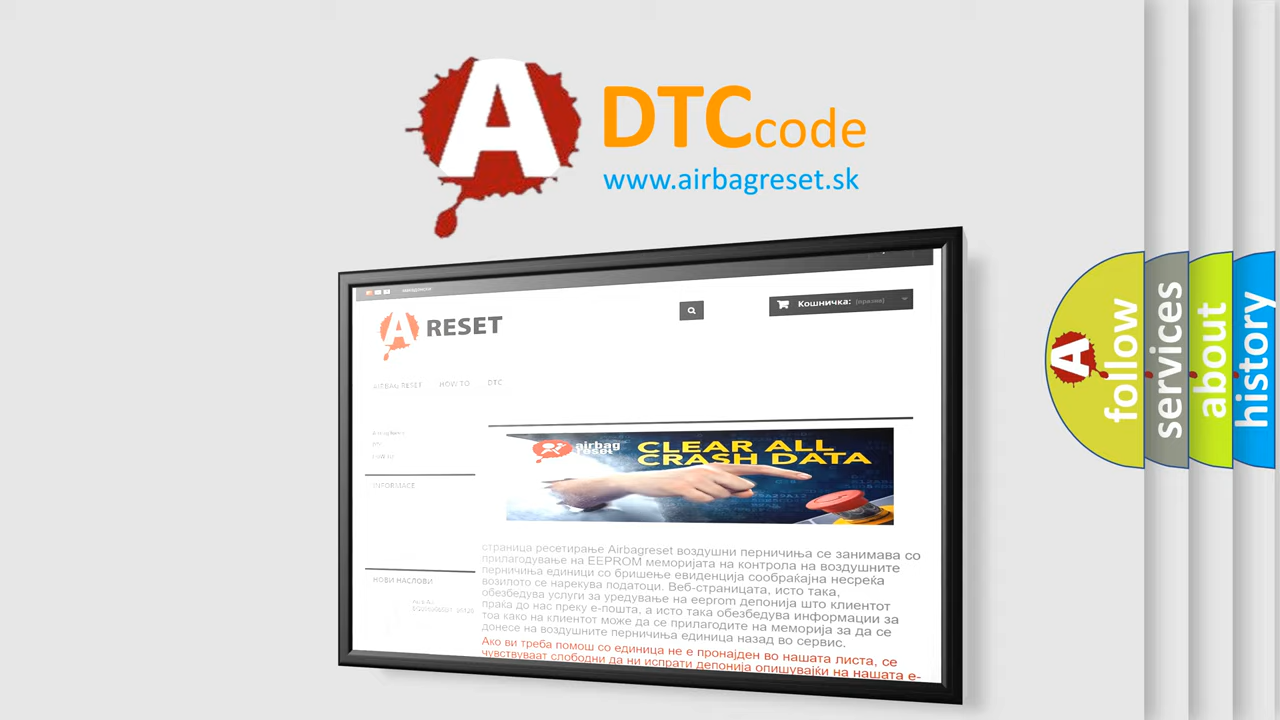 A
DTCcode
www.airbagreset.sk
A RESET
Кошничка:
AIRBAG RESET HOW TO DTC
airbag
reset
CLEAR ALL
CRASH DATA
INFORMACE
НОВИ НАСЛОВИ
страница ресетирање Airbagreset воздушни перничиња се занимава со
прилагодување на EEPROM меморијата на контрола на воздушните
перничиња единици со бришење евиденција сообраќајна несреќа
возилото се нарекува податоци. Веб-страницата, исто така,
обезбедува услуги за уредување на eeprom депонија што клиентот
праќа до нас преку е-пошта, а исто така обезбедува информации за
тоа како на клиентот може да се прилагодите на меморија за да се
донесе на воздушните перничиња единица назад во сервис.
Ако ви треба помош со единица не е пронајден во нашата листа, се
чувствуваат слободни да ни испрати депонија опишувајќи на нашата е-
A
follow
services
about
history